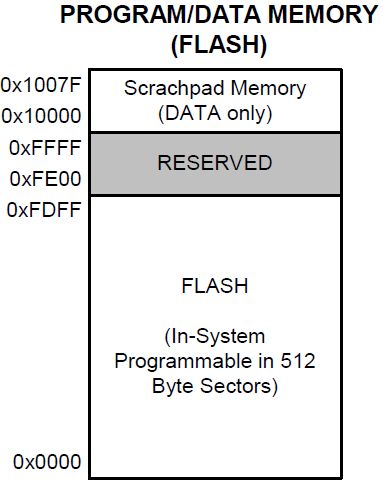 PROGRAM/DATA MEMORY
(FLASH)
0x1007F
Scrachpad Memory
0x10000
(DATA only)
0xFFFF
RESERVED
0xFE00
0xFDFF
FLASH
(In-System
Programmable in 512
Byte Sectors)
0x0000